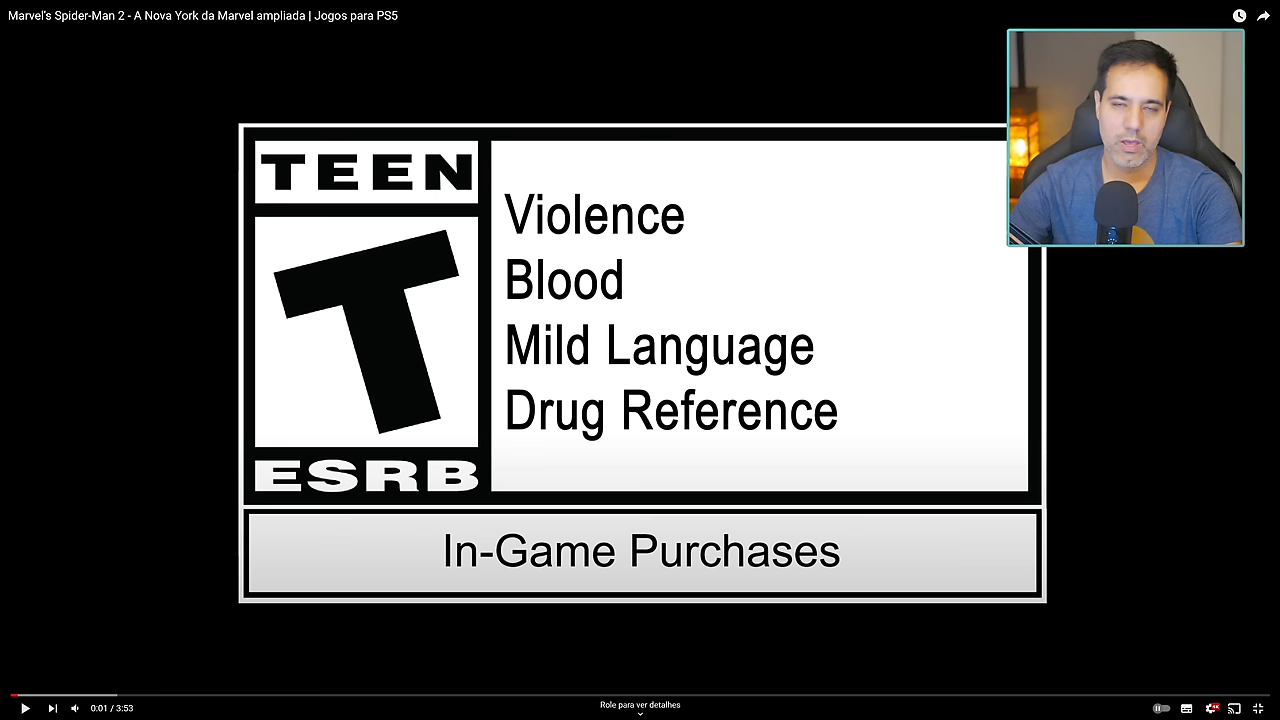 Marvel's Spider-Man 2 - A Nova York da Marvel ampliada | Jogos para PS5
TEEN
T
ESRB
Violence
Blood
Mild Language
Drug Reference
In-Game Purchases
0:01 / 3:53
Role para ver detalhes